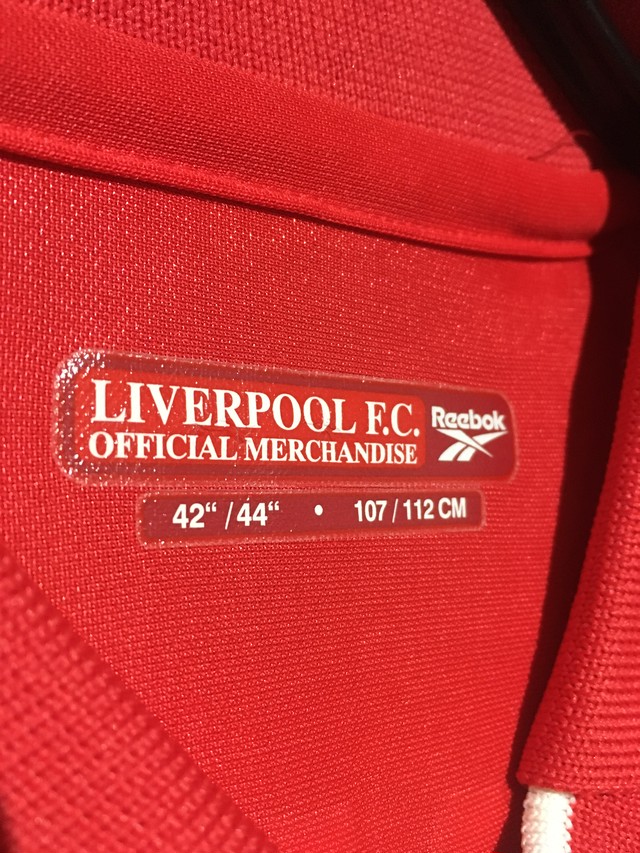 LIVERPOOL F.C.
OFFICIAL MERCHANDISE
Reebok
42“ / 44“ • 107 / 112 CM